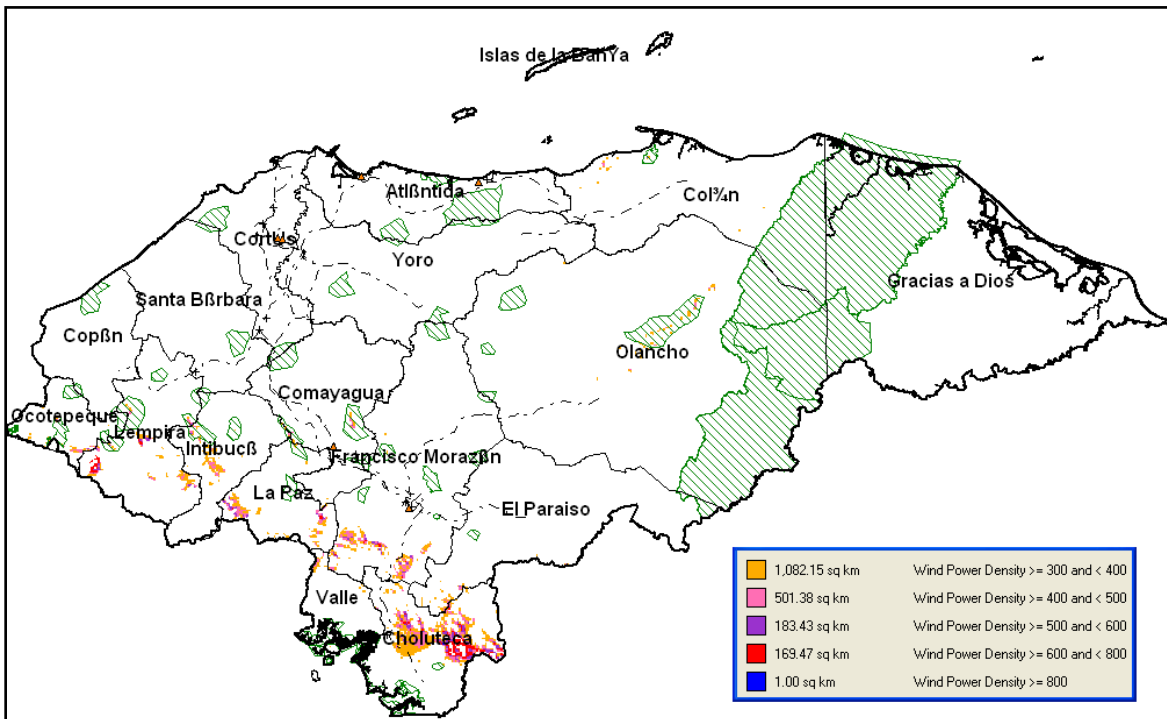 Islas de la BahYa
Atlßntida
Col¾n
CortUs
Yoro
Gracias a Dios
Santa Bßrbara
Copßn
Olancho
Comayagua
Ocotepeque
Lempira
Intibucß
Francisco Morazßn
La Paz
El Paraiso
Valle
Choluteca
1,082.15 sq km Wind Power Density >= 300 and < 400
501.38 sq km Wind Power Density >= 400 and < 500
183.43 sq km Wind Power Density >= 500 and < 600
169.47 sq km Wind Power Density >= 600 and < 800
1.00 sq km Wind Power Density >= 800